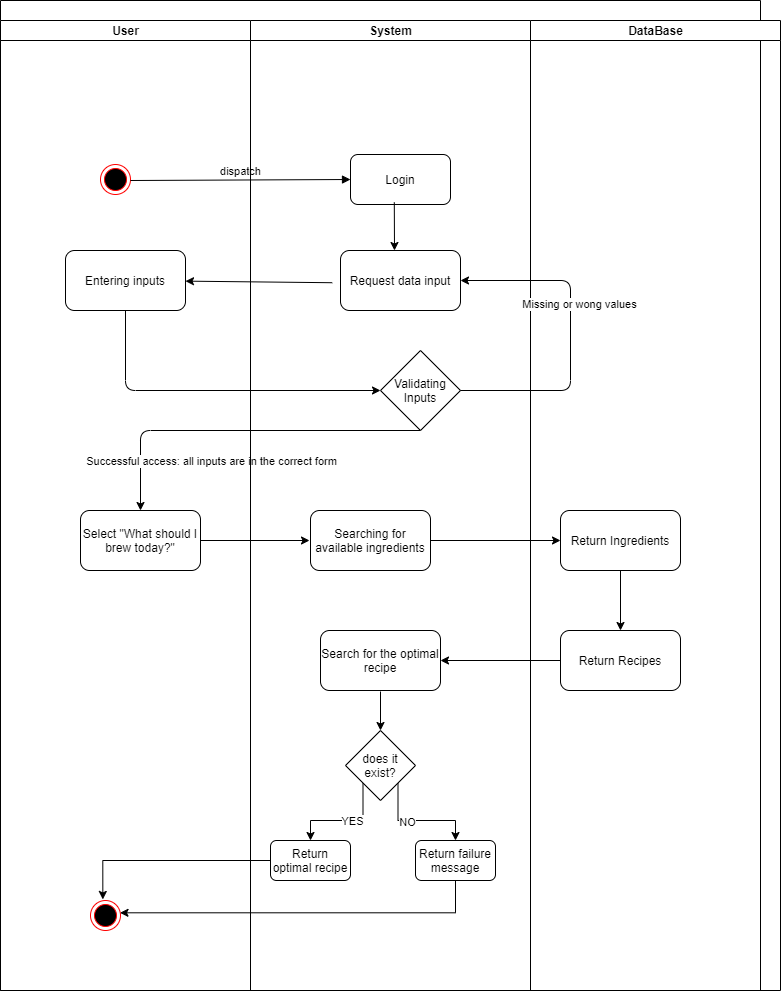 User
System
DataBase
dispatch
Login
Entering inputs
Request data input
Missing or wong values
Validating
Inputs
Successful access: all inputs are in the correct form
Select "What should I
brew today?"
Searching for
available ingredients
Return Ingredients
Search for the optimal
recipe
Return Recipes
does it
exist?
YES
NO
Return
optimal recipe
Return failure
message